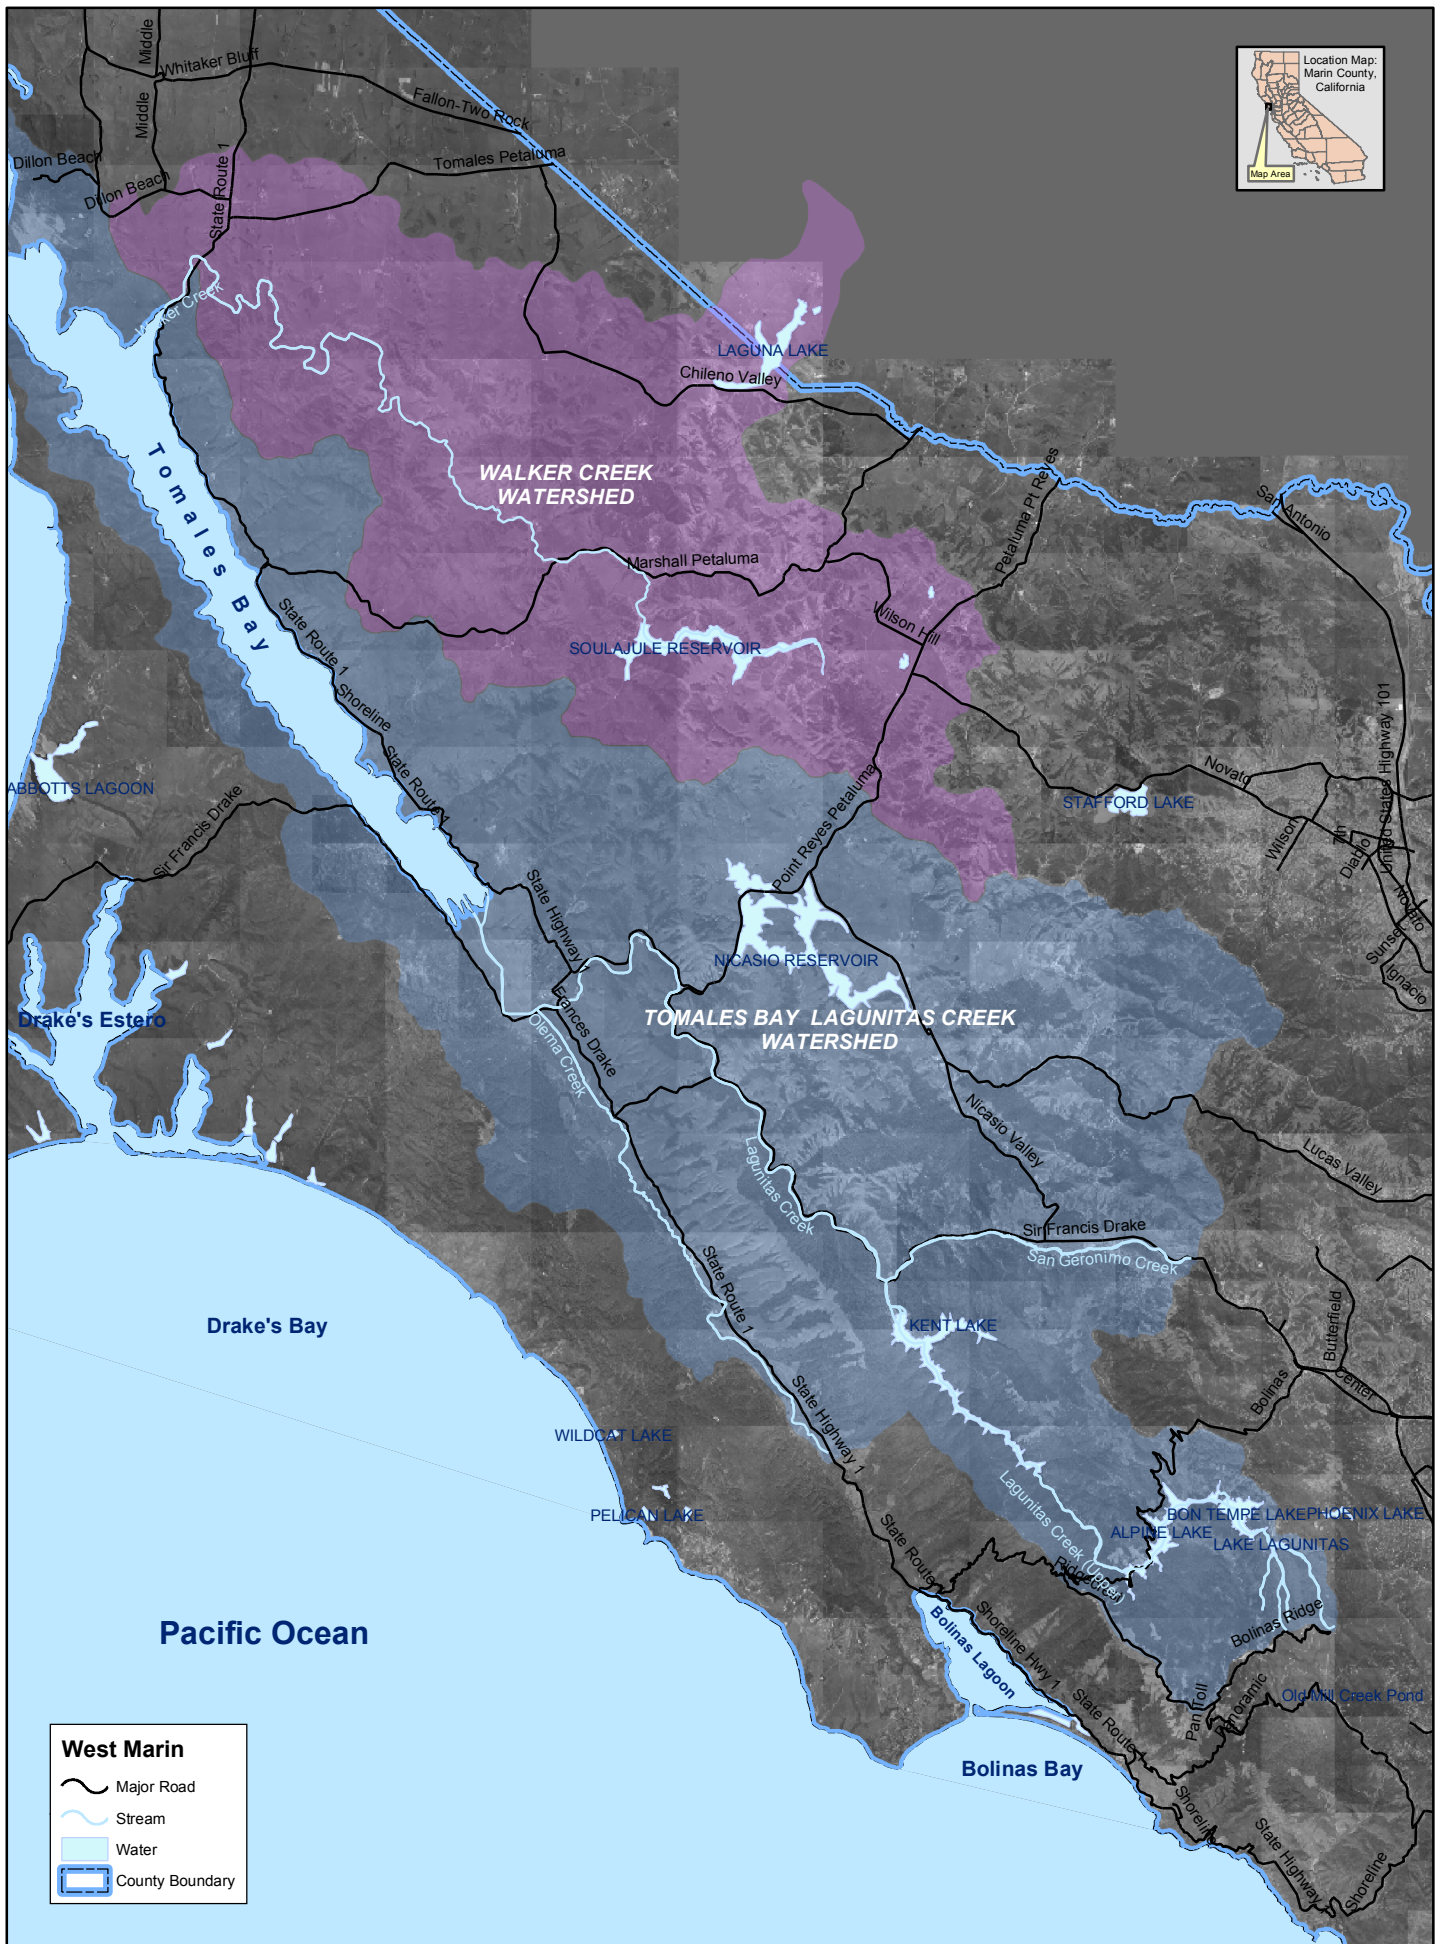 Middle
Whitaker Bluff
Middle
Fallon-Two Rock
Location Map:
Marin County,
California
Map Area
Dillon Beach
Dillon Beach
State Route 1
Tomales Petaluma
Walker Creek
LAGUNA LAKE
Chileno Valley
WALKER CREEK
WATERSHED
Tomales Bay
Petaluma Pt Reyes
San Antonio
Marshall Petaluma
State Route 1
Wilson Hill
SOULAJULE RESERVOIR
Shoreline
State Route 1
United States Highway 101
ABBOTTS LAGOON
Sir Francis Drake
Novato
STAFFORD LAKE
Wilson
7th
Diablo
Point Reyes Petaluma
Novato
Sunset
Ignacio
State Highway 1
NICASIO RESERVOIR
Frances Drake
Drake's Estero
TOMALES BAY LAGUNITAS CREEK
WATERSHED
Olema Creek
Nicasio Valley
Lagunitas Creek
Lucas Valley
Sir Francis Drake
San Geronimo Creek
State Route 1
Drake's Bay
KENT LAKE
Butterfield
Center
Bolinas
State Highway 1
WILDCAT LAKE
PELICAN LAKE
Lagunitas Creek (Upper)
BON TEMPE LAKE
PHOENIX LAKE
ALPINE LAKE
LAKE LAGUNITAS
State Route 1
Ridgecrest
Pacific Ocean
Bolinas Lagoon
Shoreline Hwy 1
Bolinas Ridge
Old Mill Creek Pond
Pan Toll
Panoramic
State Route 1
Bolinas Bay
Shoreline
State Highway 1
Shoreline
West Marin
Major Road
Stream
Water
County Boundary